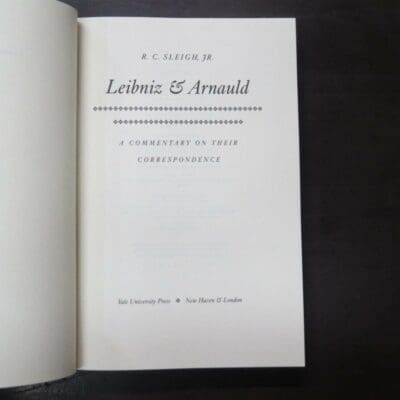 R. C. SLEIGH, JR.
Leibniz & Arnauld
A COMMENTARY ON THEIR
CORRESPONDENCE
Yale University Press ◆ New Haven & London